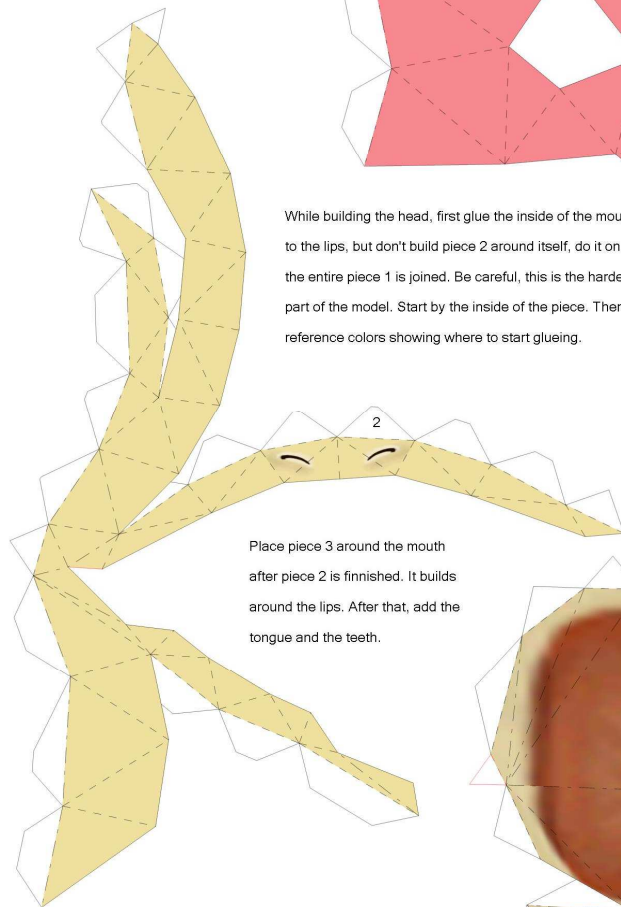 While building the head, first glue the inside of the mou
to the lips, but don't build piece 2 around itself, do it on
the entire piece 1 is joined. Be careful, this is the harde
part of the model. Start by the inside of the piece. Ther
reference colors showing where to start glueing.
2
Place piece 3 around the mouth
after piece 2 is finnished. It builds
around the lips. After that, add the
tongue and the teeth.